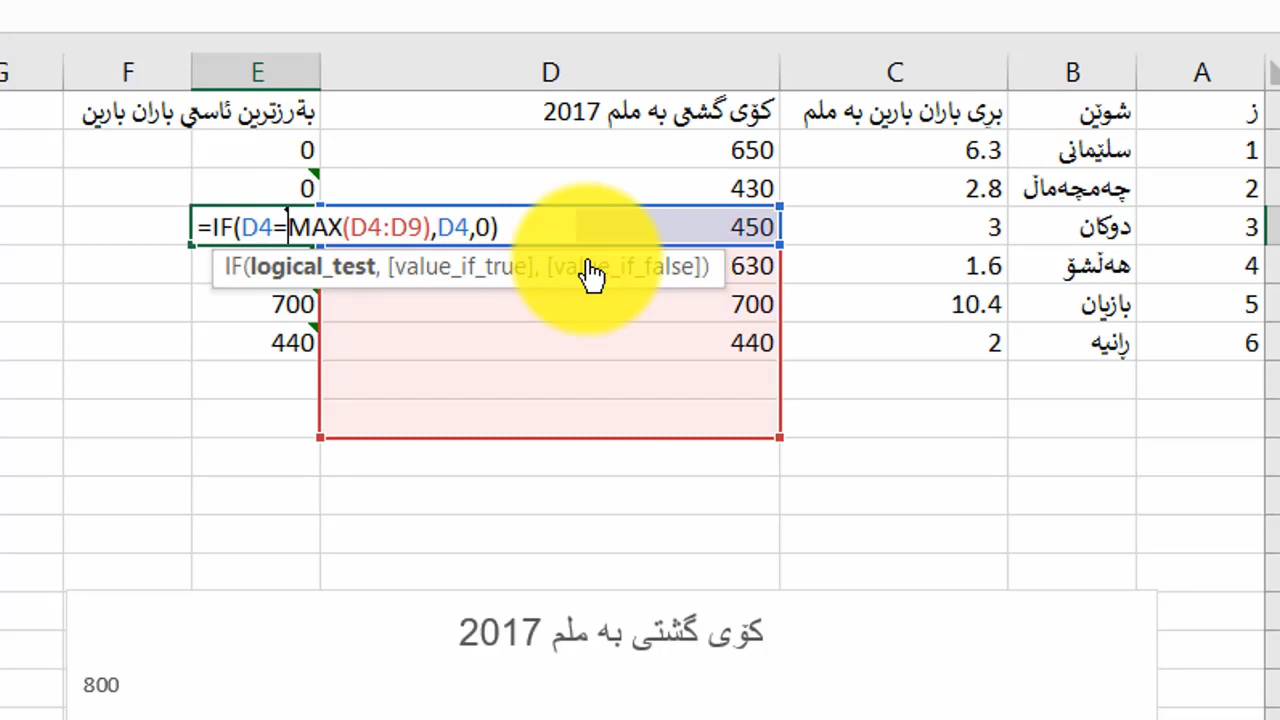 A B C D E F G
ز شوێن بڕی باران بارین بە ملم کۆی گشتی بە ملم 2017 بەرزترین ئاستی باران بارین
1 سلێمانی 6.3 650 0
2 چەمچەماڵ 2.8 430 0
3 دوکان 3 450 =IF(D4=MAX(D4:D9),D4,0)
4 هەڵشۆ 1.6 630
IF(logical_test, [value_if_true], [value_if_false])
5 بازیان 10.4 700 700
6 ڕانیە 2 440 440
کۆی گشتی بە ملم 2017
800